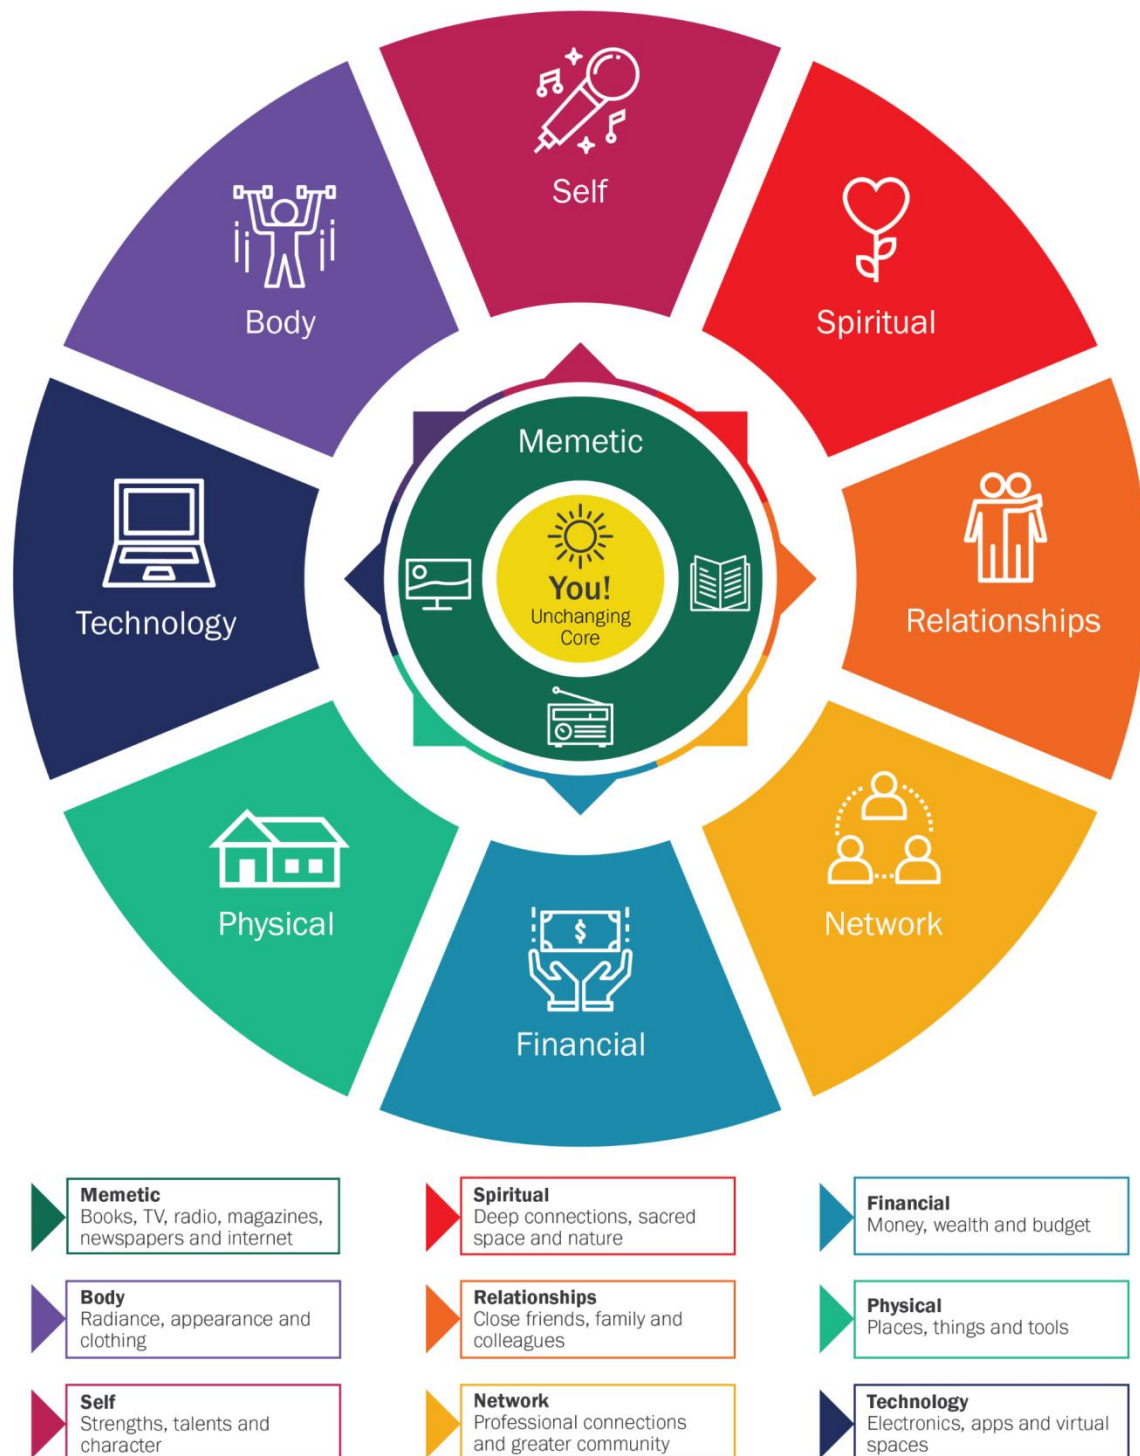 Self
Body
Spiritual
Memetic
Technology
You!
Unchanging
Core
Relationships
$
Physical
Network
Financial
Memetic
Books, TV, radio, magazines,
newspapers and internet
Spiritual
Deep connections, sacred
space and nature
Financial
Money, wealth and budget
Body
Radiance, appearance and
clothing
Relationships
Close friends, family and
colleagues
Physical
Places, things and tools
Self
Strengths, talents and
character
Network
Professional connections
and greater community
Technology
Electronics, apps and virtual
spaces